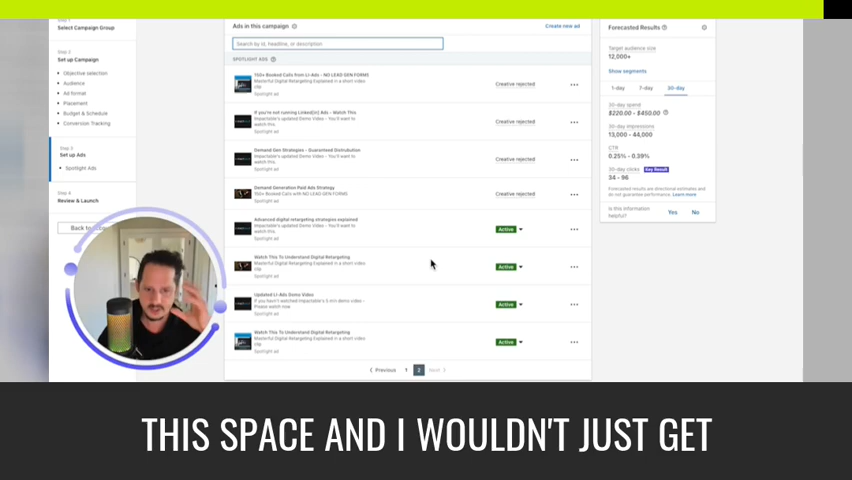 Step 1
Select Campaign Group
Step 2
Set up Campaign
Objective selection
Audience
Ad format
Placement
Budget & Schedule
Conversion Tracking
Step 3
Set up Ads
Spotlight Ads
Step 4
Review & Launch
Back to
Ads in this campaign
Create new ad
Search by id, headline, or description
SPOTLIGHT ADS
150+ Booked Calls from LI-Ads - NO LEAD GEN FORMS
Masterful Digital Retargeting Explained in a short video
clip
Spotlight ad
Creative rejected
If you're not running Linked[in] Ads - Watch This
Impactable's updated Demo Video - You'll want to
watch this.
Spotlight ad
Creative rejected
Demand Gen Strategies - Guaranteed Distribution
Impactable's updated Demo Video - You'll want to
watch this.
Spotlight ad
Creative rejected
Demand Generation Paid Ads Strategy
150+ Booked Calls with NO LEAD GEN FORMS
Spotlight ad
Creative rejected
Advanced digital retargeting strategies explained
Impactable's updated Demo Video - You'll want to
watch this.
Spotlight ad
Active
Watch This To Understand Digital Retargeting
Masterful Digital Retargeting Explained in a short video
clip
Spotlight ad
Active
Updated LI-Ads Demo Video
If you hasn't watched Impactable's 5 min demo video -
Please watch now
Spotlight ad
Active
Watch This To Understand Digital Retargeting
Masterful Digital Retargeting Explained in a short video
clip
Spotlight ad
Active
Previous 1 2 Next
Forecasted Results
Target audience size
12,000+
Show segments
1-day 7-day 30-day
30-day spend
$220.00 - $450.00
30-day impressions
13,000 - 44,000
CTR
0.25% - 0.39%
30-day clicks Key Result
34 - 96
Forecasted results are directional estimates and
do not guarantee performance. Learn more
Is this information
helpful?
Yes No
THIS SPACE AND I WOULDN'T JUST GET